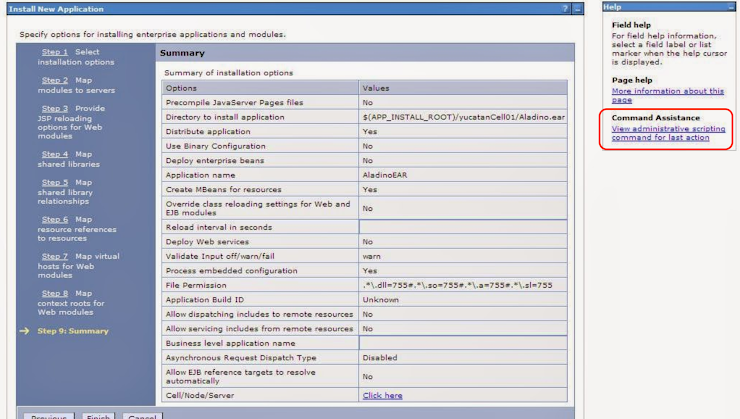 Install New Application
Specify options for installing enterprise applications and modules.
Step 1 Select
installation options
Step 2 Map
modules to servers
Step 3 Provide
JSP reloading
options for Web
modules
Step 4 Map
shared libraries
Step 5 Map
shared library
relationships
Step 6 Map
resource references
to resources
Step 7 Map virtual
hosts for Web
modules
Step 8 Map
context roots for
Web modules
Step 9: Summary
Summary
Summary of installation options
Options Values
Precompile JavaServer Pages files No
Directory to install application $(APP_INSTALL_ROOT)/yucatanCell01/Aladino.ear
Distribute application Yes
Use Binary Configuration No
Deploy enterprise beans No
Application name AladinoEAR
Create MBeans for resources Yes
Override class reloading settings for Web and
EJB modules No
Reload interval in seconds
Deploy Web services No
Validate Input off/warn/fail warn
Process embedded configuration Yes
File Permission .*\.dll=755#.*\.so=755#.*\.a=755#.*\.sl=755
Application Build ID Unknown
Allow dispatching includes to remote resources No
Allow servicing includes from remote resources No
Business level application name
Asynchronous Request Dispatch Type Disabled
Allow EJB reference targets to resolve
automatically No
Cell/Node/Server Click here
Previous Finish Cancel
Help
Field help
For field help information,
select a field label or list
marker when the help cursor
is displayed.
Page help
More information about this
page
Command Assistance
View administrative scripting
command for last action